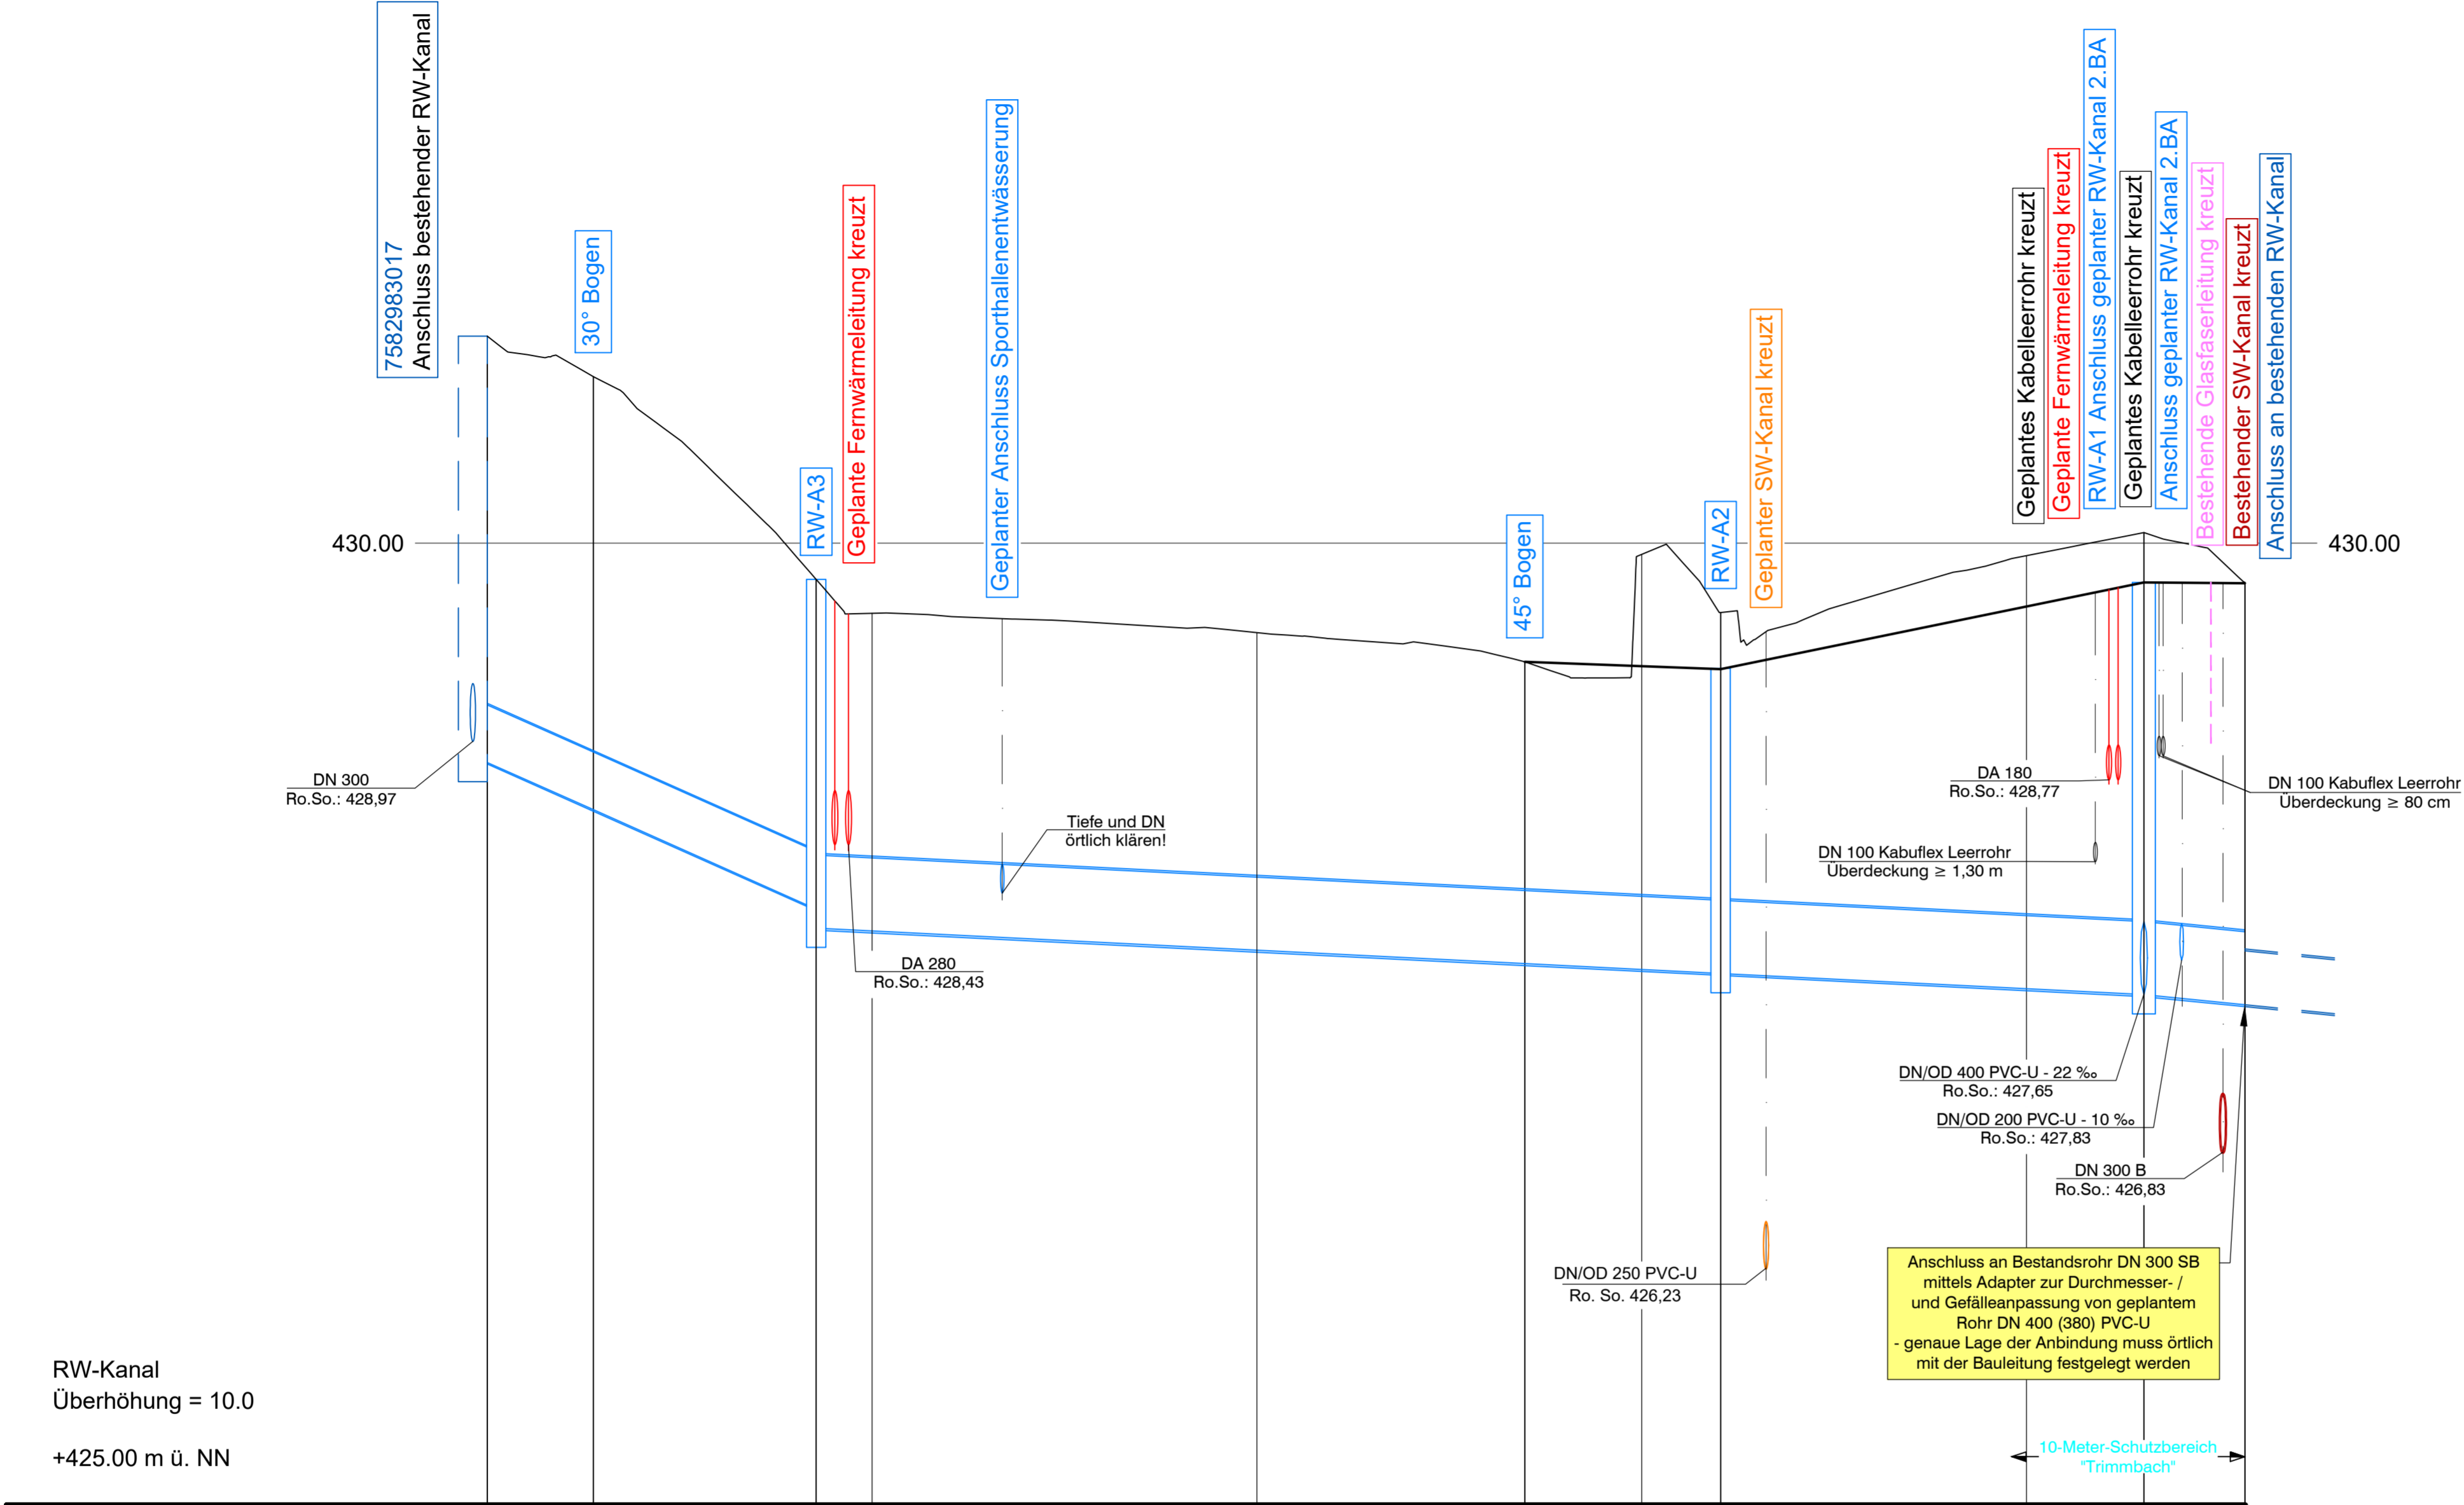 7582983017
Anschluss bestehender RW-Kanal
30° Bogen
RW-A3
Geplante Fernwärmeleitung kreuzt
Geplanter Anschluss Sporthallenentwässerung
45° Bogen
RW-A2
Geplanter SW-Kanal kreuzt
Geplantes Kabelleerrohr kreuzt
Geplante Fernwärmeleitung kreuzt
RW-A1 Anschluss geplanter RW-Kanal 2.BA
Geplantes Kabelleerrohr kreuzt
Anschluss geplanter RW-Kanal 2.BA
Bestehende Glasfaserleitung kreuzt
Bestehender SW-Kanal kreuzt
Anschluss an bestehenden RW-Kanal
430.00
430.00
DN 300
Ro.So.: 428,97
DA 280
Ro.So.: 428,43
Tiefe und DN
örtlich klären!
DA 180
Ro.So.: 428,77
DN 100 Kabuflex Leerrohr
Überdeckung ≥ 80 cm
DN 100 Kabuflex Leerrohr
Überdeckung ≥ 1,30 m
DN/OD 400 PVC-U - 22 ‰
Ro.So.: 427,65
DN/OD 200 PVC-U - 10 ‰
Ro.So.: 427,83
DN 300 B
Ro.So.: 426,83
DN/OD 250 PVC-U
Ro. So. 426,23
Anschluss an Bestandsrohr DN 300 SB
mittels Adapter zur Durchmesser- /
und Gefälleanpassung von geplantem
Rohr DN 400 (380) PVC-U
- genaue Lage der Anbindung muss örtlich
mit der Bauleitung festgelegt werden
RW-Kanal
Überhöhung = 10.0
+425.00 m ü. NN
10-Meter-Schutzbereich
"Trimmbach"